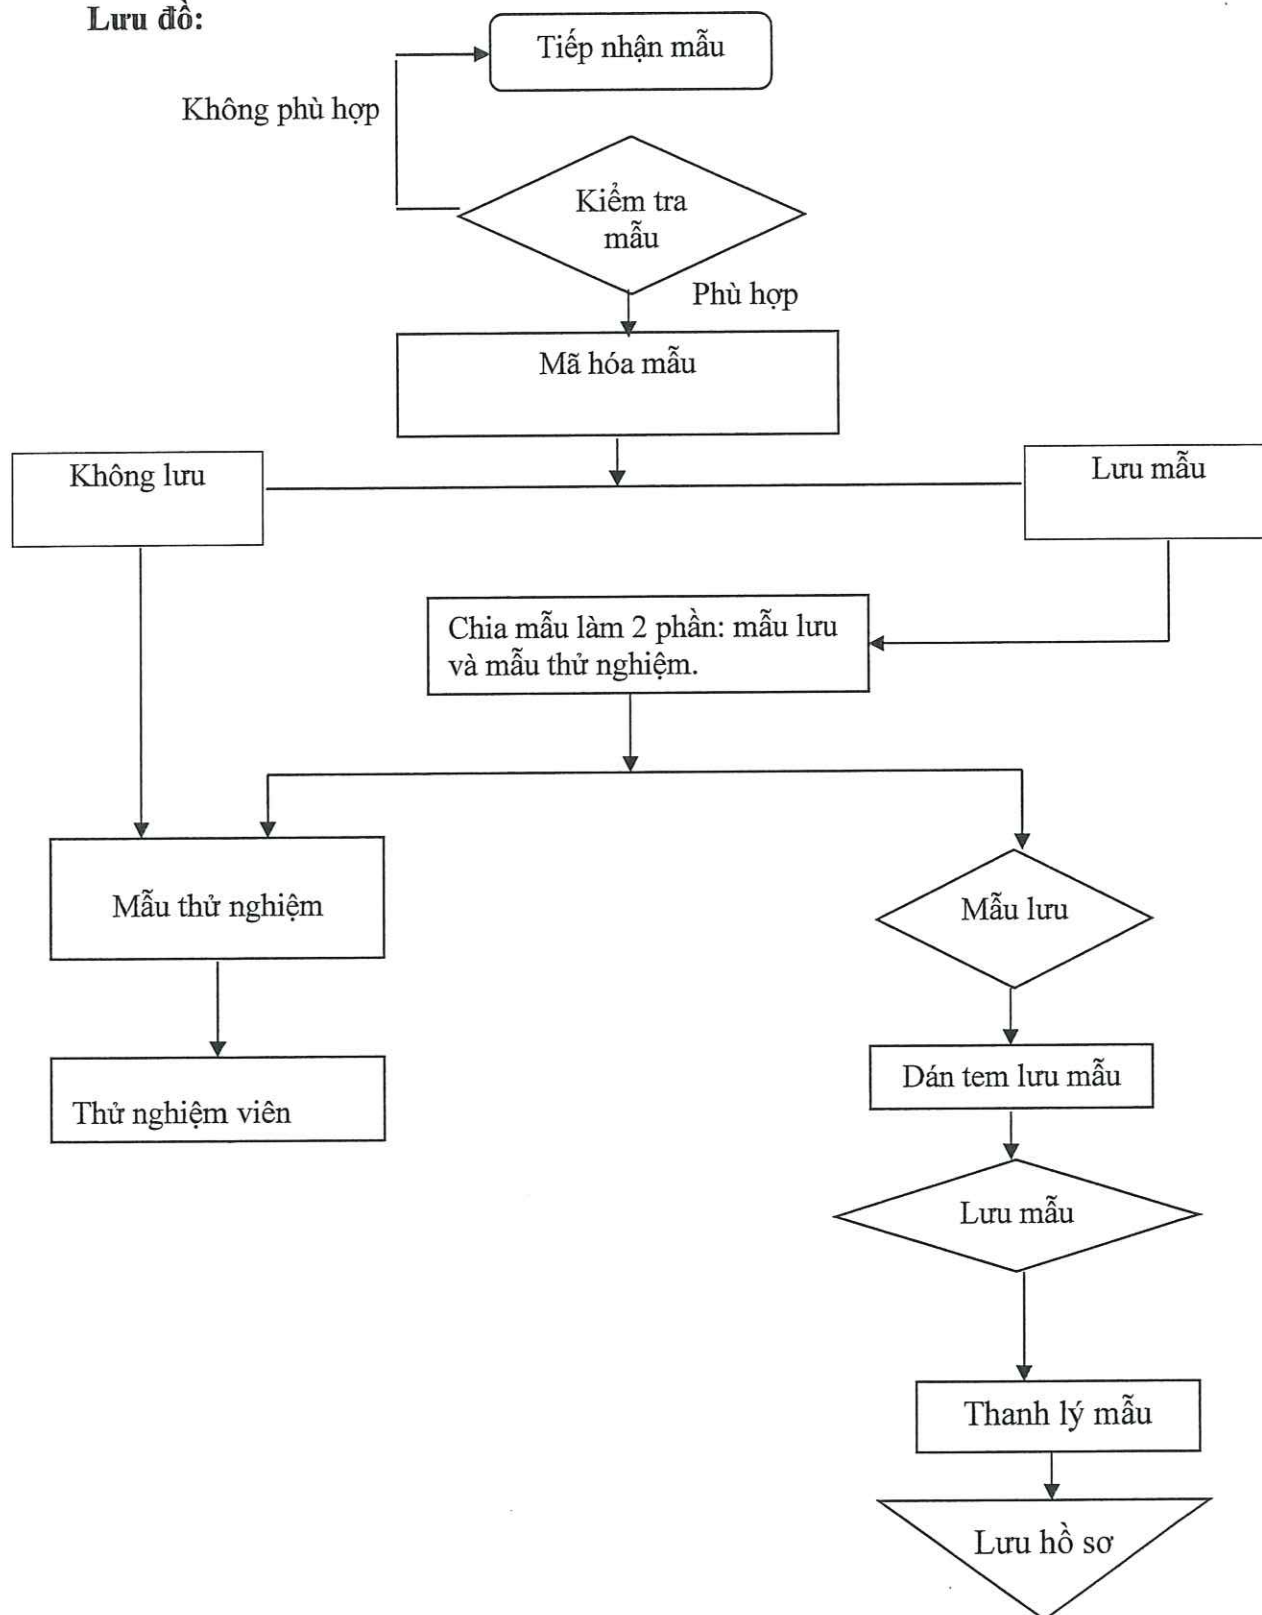 Lưu đồ:
Tiếp nhận mẫu
Không phù hợp
Kiểm tra
mẫu
Phù hợp
Mã hóa mẫu
Không lưu
Lưu mẫu
Chia mẫu làm 2 phần: mẫu lưu
và mẫu thử nghiệm.
Mẫu thử nghiệm
Mẫu lưu
Dán tem lưu mẫu
Thử nghiệm viên
Lưu mẫu
Thanh lý mẫu
Lưu hồ sơ